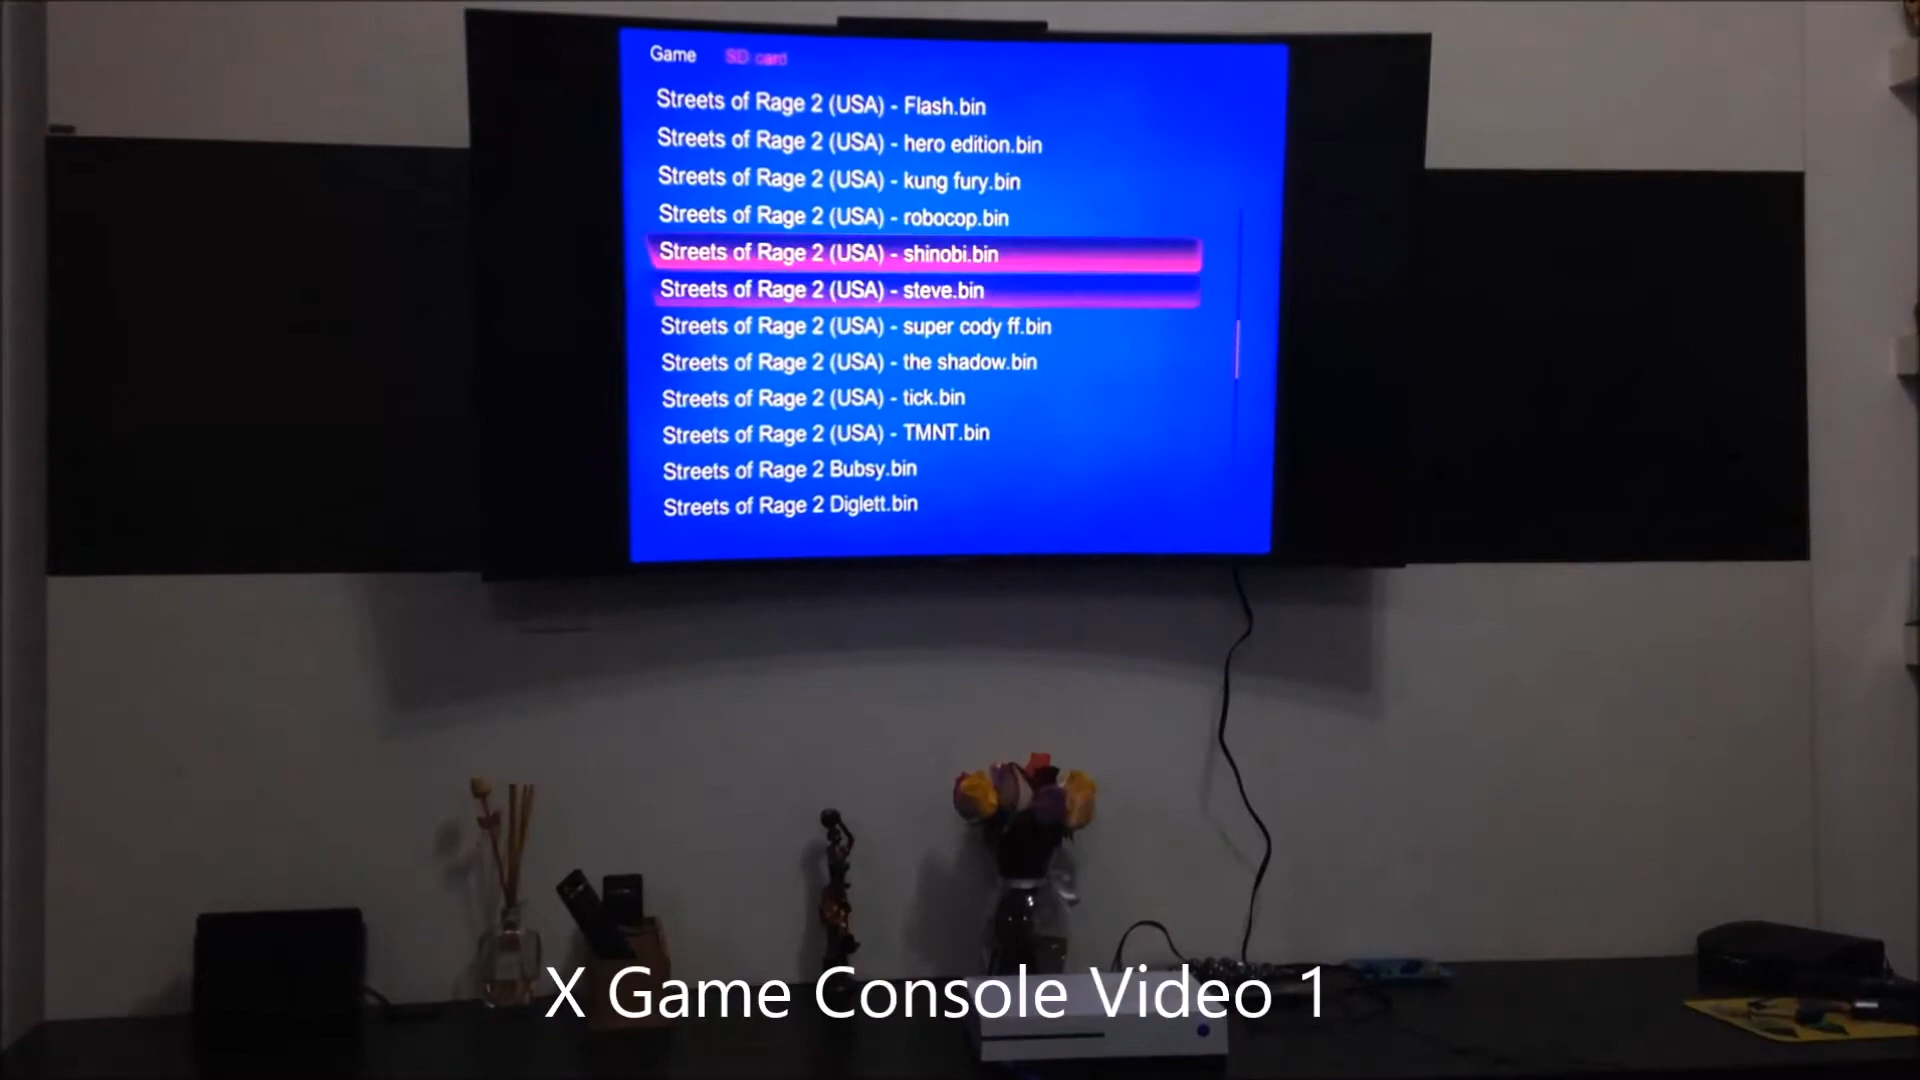 Game SD card
Streets of Rage 2 (USA) - Flash.bin
Streets of Rage 2 (USA) - hero edition.bin
Streets of Rage 2 (USA) - kung fury.bin
Streets of Rage 2 (USA) - robocop.bin
Streets of Rage 2 (USA) - shinobi.bin
Streets of Rage 2 (USA) - steve.bin
Streets of Rage 2 (USA) - super cody ff.bin
Streets of Rage 2 (USA) - the shadow.bin
Streets of Rage 2 (USA) - tick.bin
Streets of Rage 2 (USA) - TMNT.bin
Streets of Rage 2 Bubsy.bin
Streets of Rage 2 Diglett.bin
X Game Console Video 1